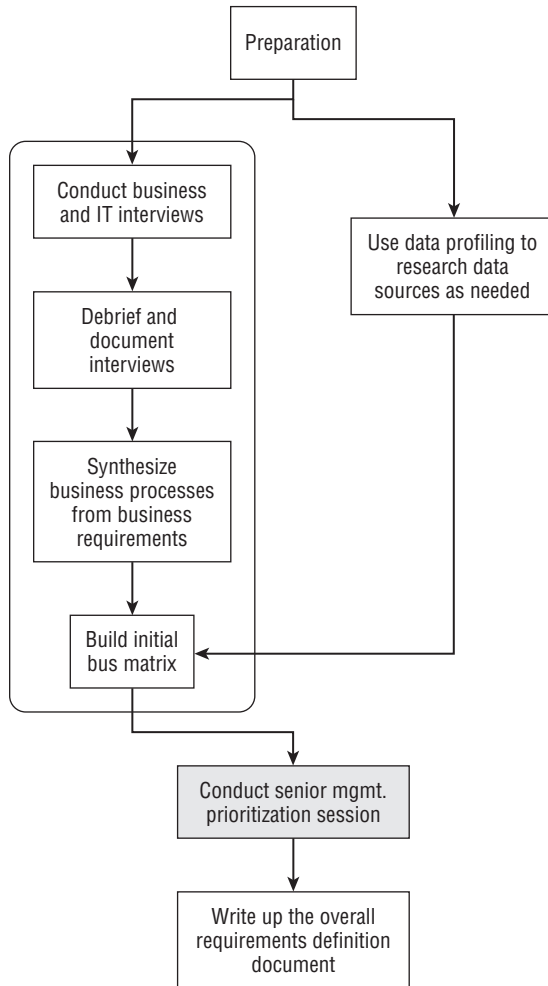 Preparation
Conduct business
and IT interviews
Use data profiling to
research data
sources as needed
Debrief and
document
interviews
Synthesize
business processes
from business
requirements
Build initial
bus matrix
Conduct senior mgmt.
prioritization session
Write up the overall
requirements definition
document